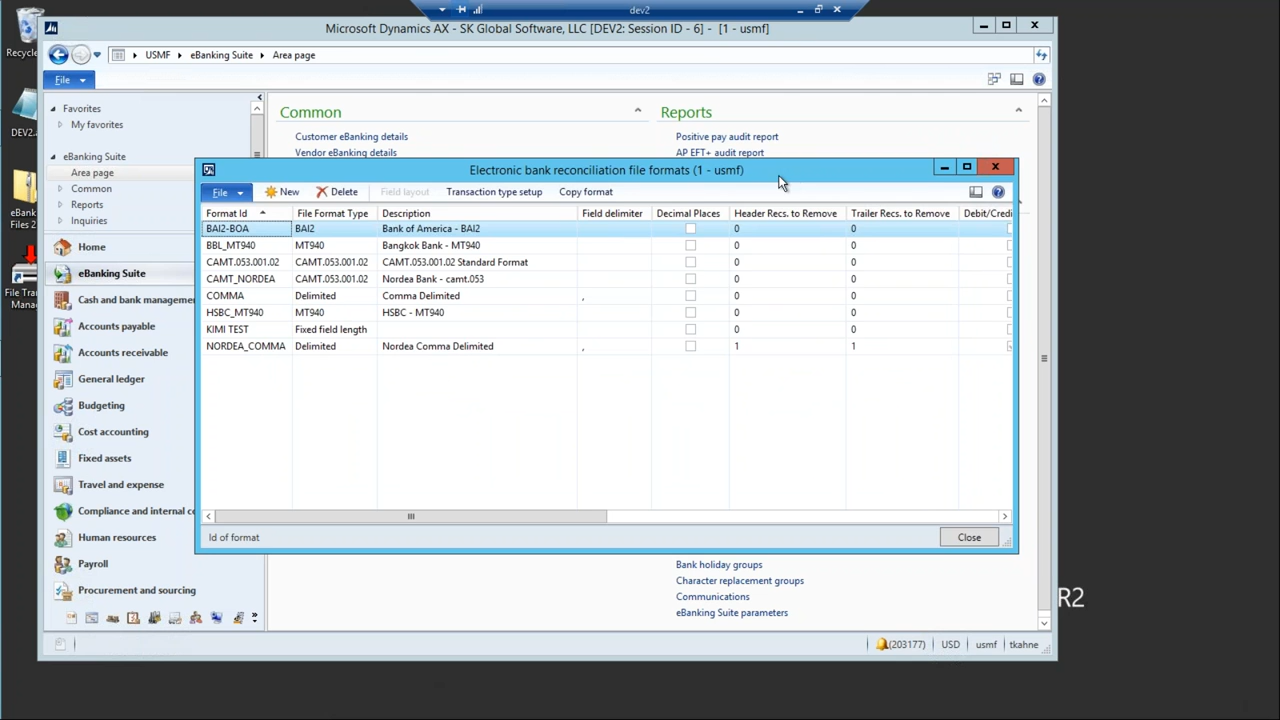 dev2
Recycle
Microsoft Dynamics AX - SK Global Software, LLC [DEV2: Session ID - 6] - [1 - usmf]
USMF eBanking Suite Area page
File
Favorites
My favorites
eBanking Suite
Area page
Common
Reports
Inquiries
Home
eBanking Suite
Cash and bank managemen
Accounts payable
Accounts receivable
General ledger
Budgeting
Cost accounting
Fixed assets
Travel and expense
Compliance and internal co
Human resources
Payroll
Procurement and sourcing
DEV2.a
eBank
Files 2
File Tran
Manag
Common
Customer eBanking details
Vendor eBanking details
Reports
Positive pay audit report
AP EFT+ audit report
Electronic bank reconciliation file formats (1 - usmf)
File New Delete Field layout Transaction type setup Copy format
Format Id File Format Type Description Field delimiter Decimal Places Header Recs. to Remove Trailer Recs. to Remove Debit/Credi
BAI2-BOA BAI2 Bank of America - BAI2 0 0
BBL_MT940 MT940 Bangkok Bank - MT940 0 0
CAMT.053.001.02 CAMT.053.001.02 CAMT.053.001.02 Standard Format 0 0
CAMT_NORDEA CAMT.053.001.02 Nordea Bank - camt.053 0 0
COMMA Delimited Comma Delimited , 0 0
HSBC_MT940 MT940 HSBC - MT940 0 0
KIMI TEST Fixed field length 0 0
NORDEA_COMMA Delimited Nordea Comma Delimited , 1 1
Id of format
Close
Bank holiday groups
Character replacement groups
Communications
eBanking Suite parameters
R2
(203177) USD usmf tkahne